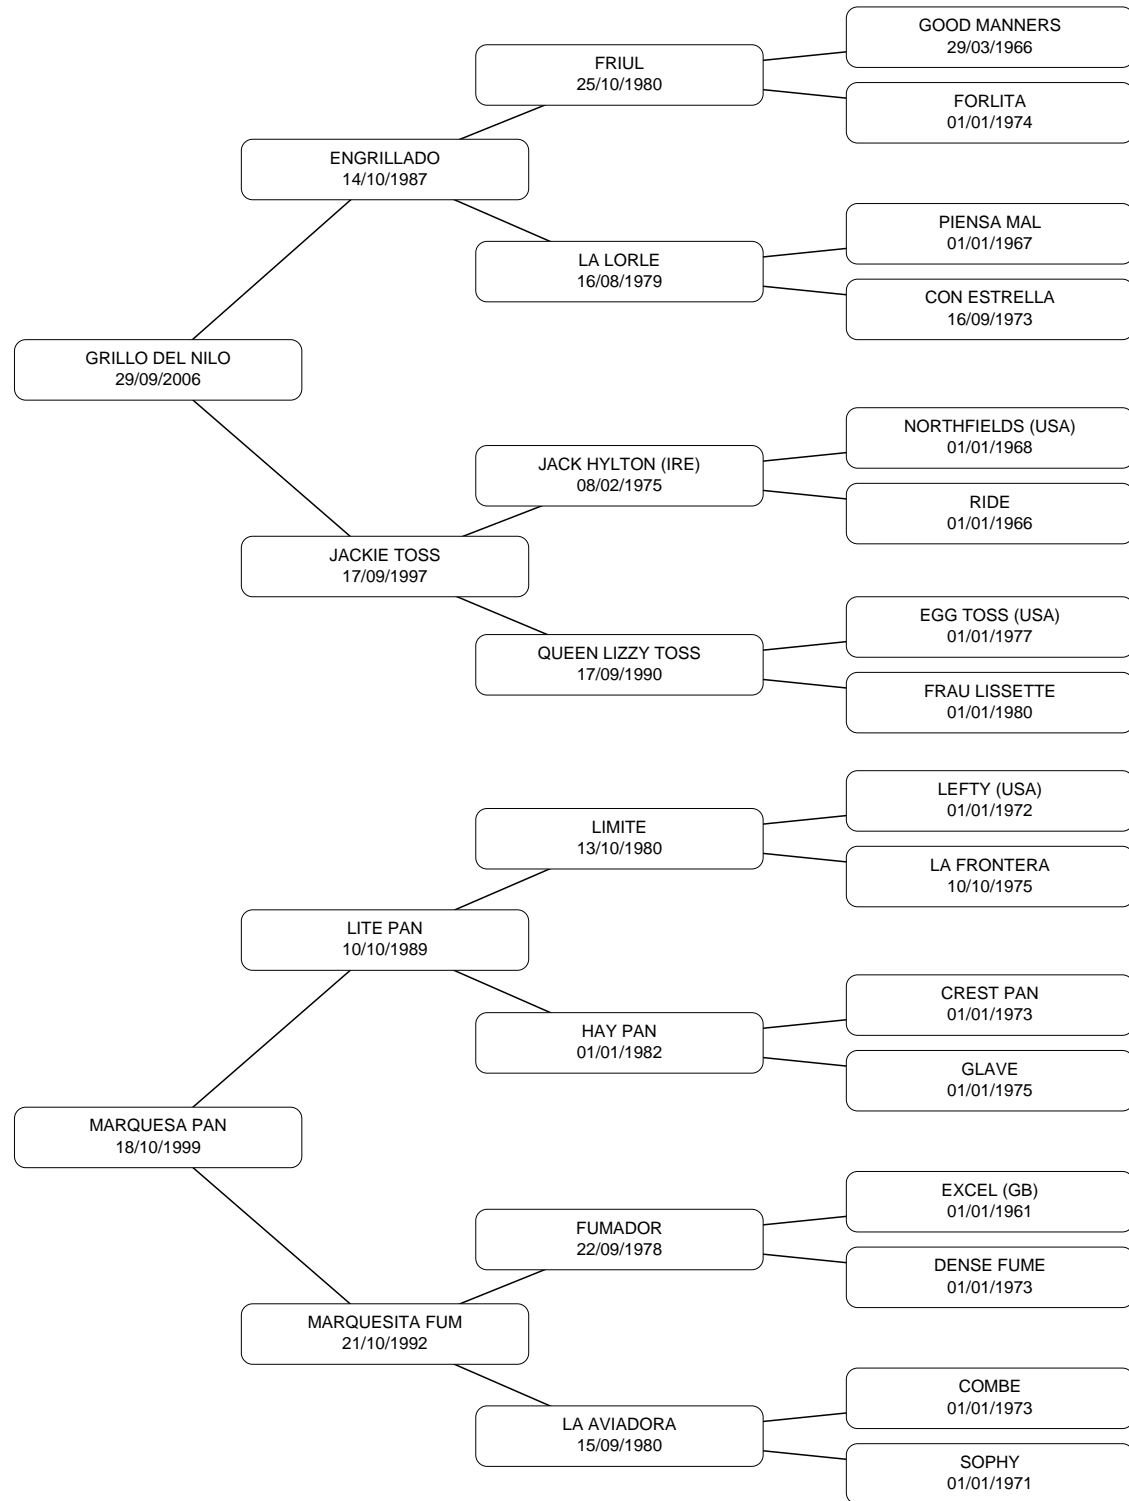 GOOD MANNERS
29/03/1966
FRIUL
25/10/1980
FORLITA
01/01/1974
ENGRILLADO
14/10/1987
PIENSA MAL
01/01/1967
LA LORLE
16/08/1979
CON ESTRELLA
16/09/1973
GRILLO DEL NILO
29/09/2006
NORTHFIELDS (USA)
01/01/1968
JACK HYLTON (IRE)
08/02/1975
RIDE
01/01/1966
JACKIE TOSS
17/09/1997
EGG TOSS (USA)
01/01/1977
QUEEN LIZZY TOSS
17/09/1990
FRAU LISSETTE
01/01/1980
LEFTY (USA)
01/01/1972
LIMITE
13/10/1980
LA FRONTERA
10/10/1975
LITE PAN
10/10/1989
CREST PAN
01/01/1973
HAY PAN
01/01/1982
GLAVE
01/01/1975
MARQUESA PAN
18/10/1999
EXCEL (GB)
01/01/1961
FUMADOR
22/09/1978
DENSE FUME
01/01/1973
MARQUESITA FUM
21/10/1992
COMBE
01/01/1973
LA AVIADORA
15/09/1980
SOPHY
01/01/1971